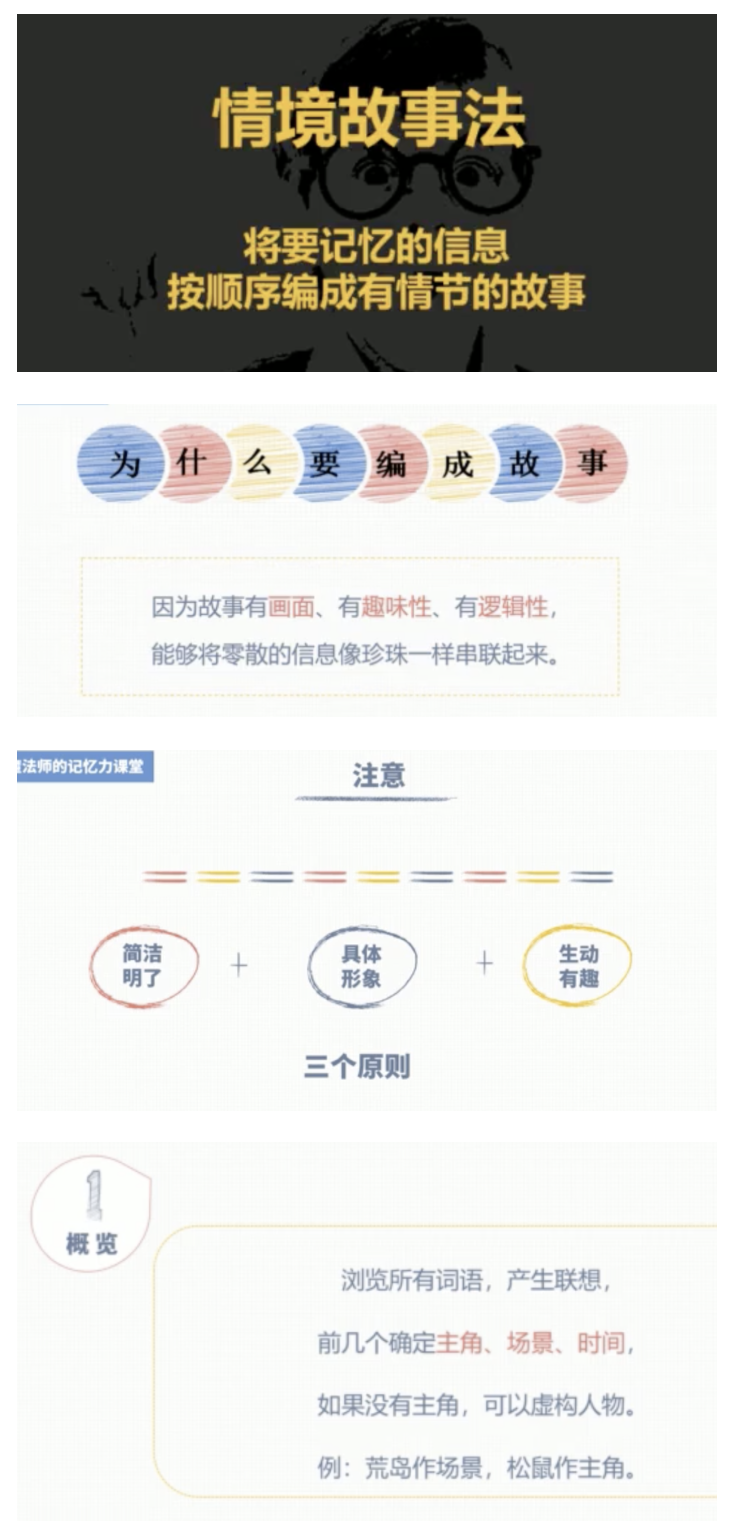 情境故事法
将要记忆的信息
按顺序编成有情节的故事
为什么要编成故事
因为故事有画面、有趣味性、有逻辑性，
能够将零散的信息像珍珠一样串联起来。
法师的记忆力课堂
注意
简洁
明了
+
具体
形象
+
生动
有趣
三个原则
1
概览
浏览所有词语，产生联想，
前几个确定主角、场景、时间，
如果没有主角，可以虚构人物。
例：荒岛作场景，松鼠作主角。